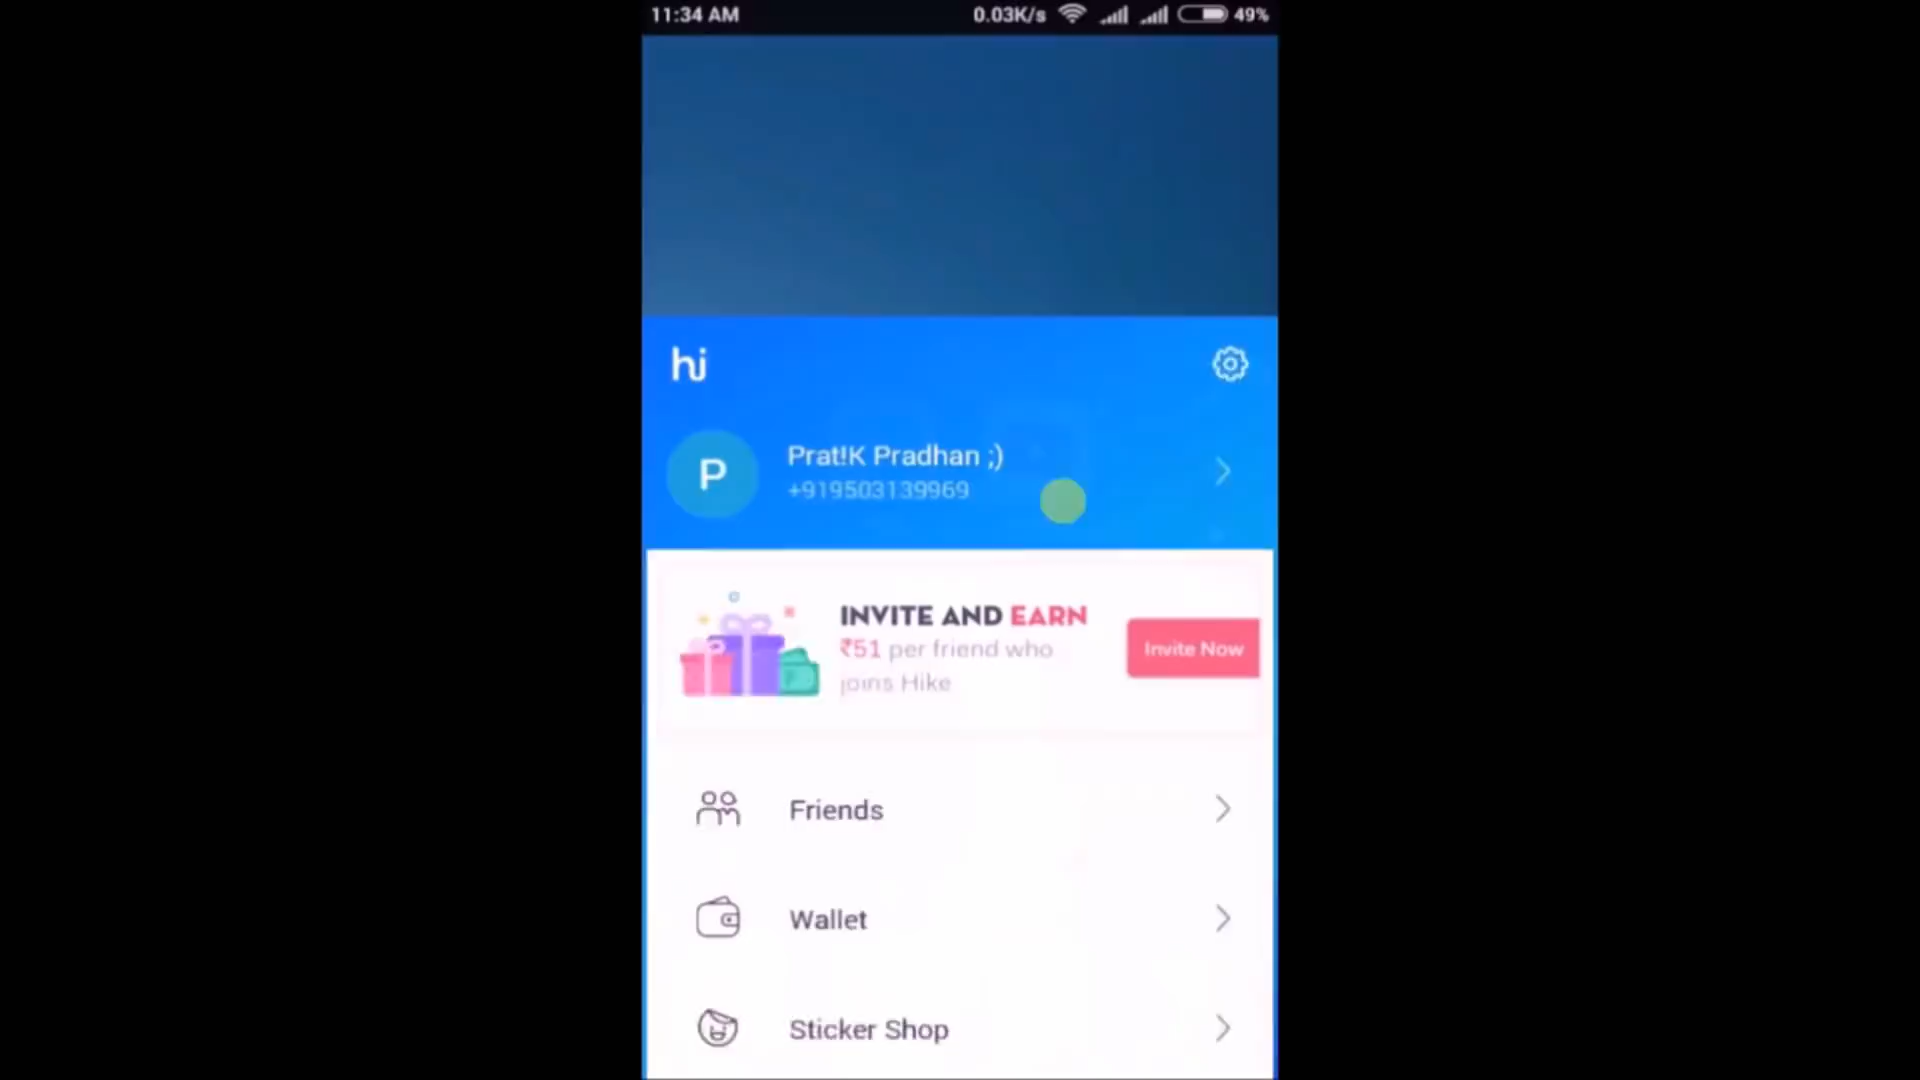 11:34 AM 0.03K/s 49%
hi
Prat!K Pradhan ;)
P
+919503139969
INVITE AND EARN
₹51 per friend who
joins Hike
Invite Now
Friends
Wallet
Sticker Shop